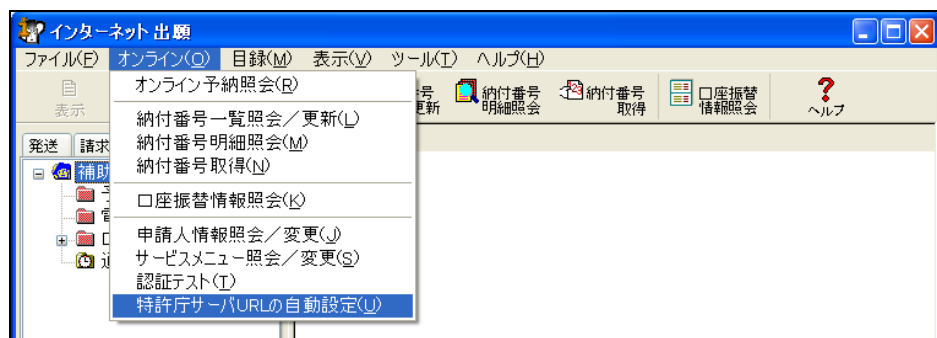 インターネット出願
ファイル(F) オンライン(O) 目録(M) 表示(V) ツール(T) ヘルプ(H)
表示
号
更新
納付番号
明細照会
納付番号
取得
口座振替
情報照会
?
ヘルプ
発送 請求
補助
オンライン予納照会(R)
納付番号一覧照会/更新(L)
納付番号明細照会(M)
納付番号取得(N)
口座振替情報照会(K)
申請人情報照会/変更(J)
サービスメニュー照会/変更(S)
認証テスト(T)
特許庁サーバURLの自動設定(U)